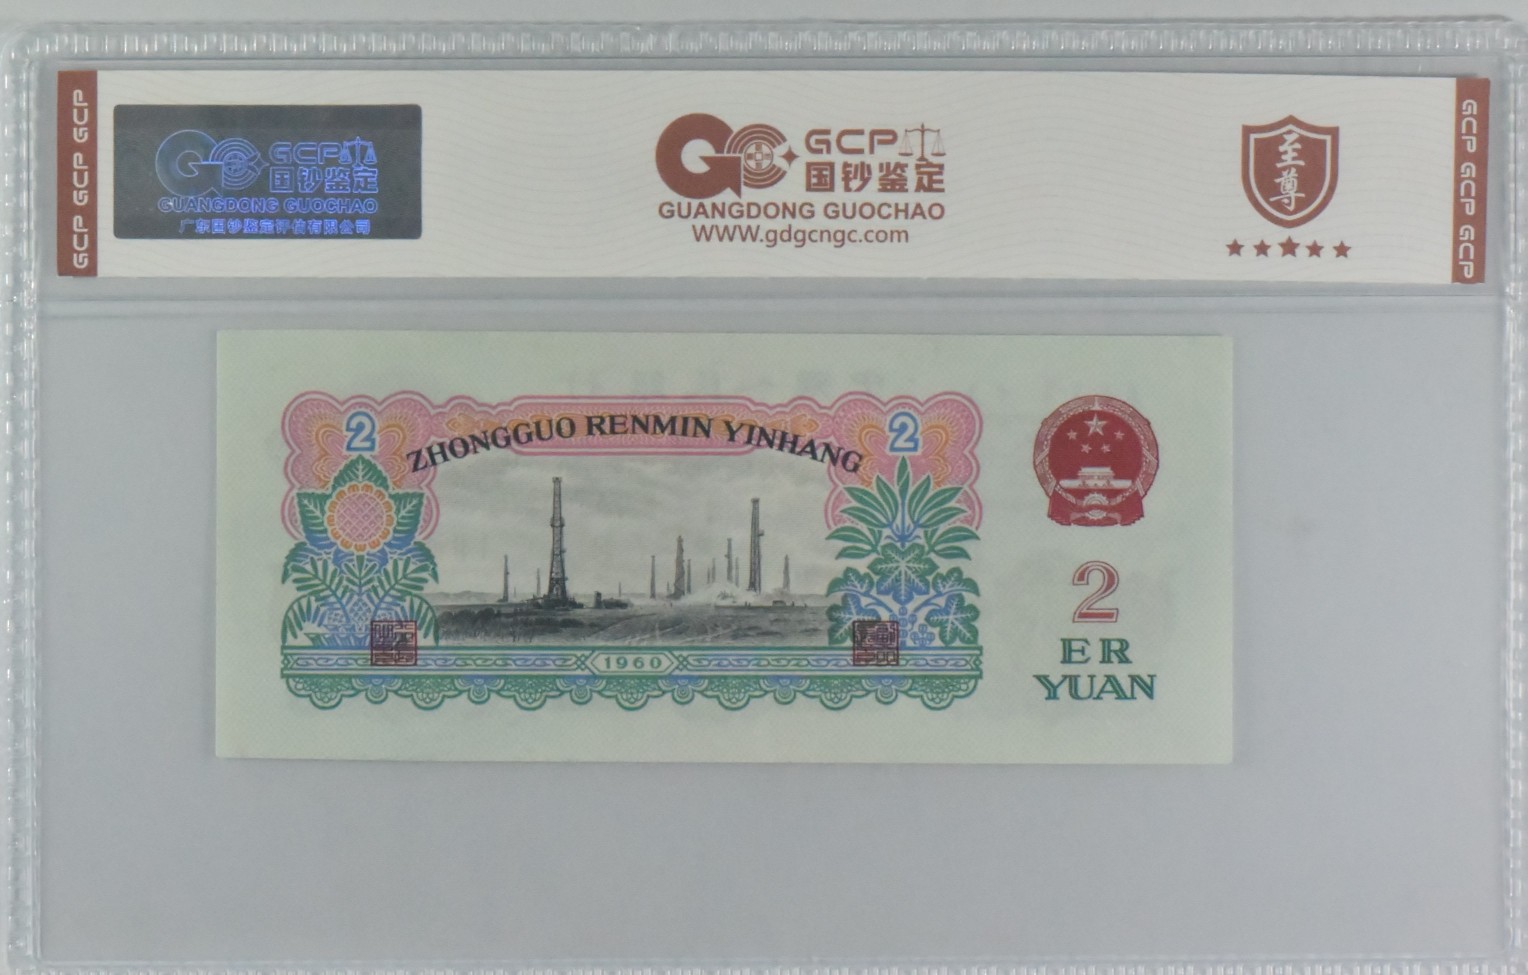 GCP GCP GCP
GCP
国钞鉴定
GUANGDONG GUOCHAO
广东国钞鉴定评估有限公司
GCP
国钞鉴定
GUANGDONG GUOCHAO
WWW.gdgcngc.com
至尊
GCP GCP GCP
2
ZHONGGUO RENMIN YINHANG
2
2
ER
YUAN
1960